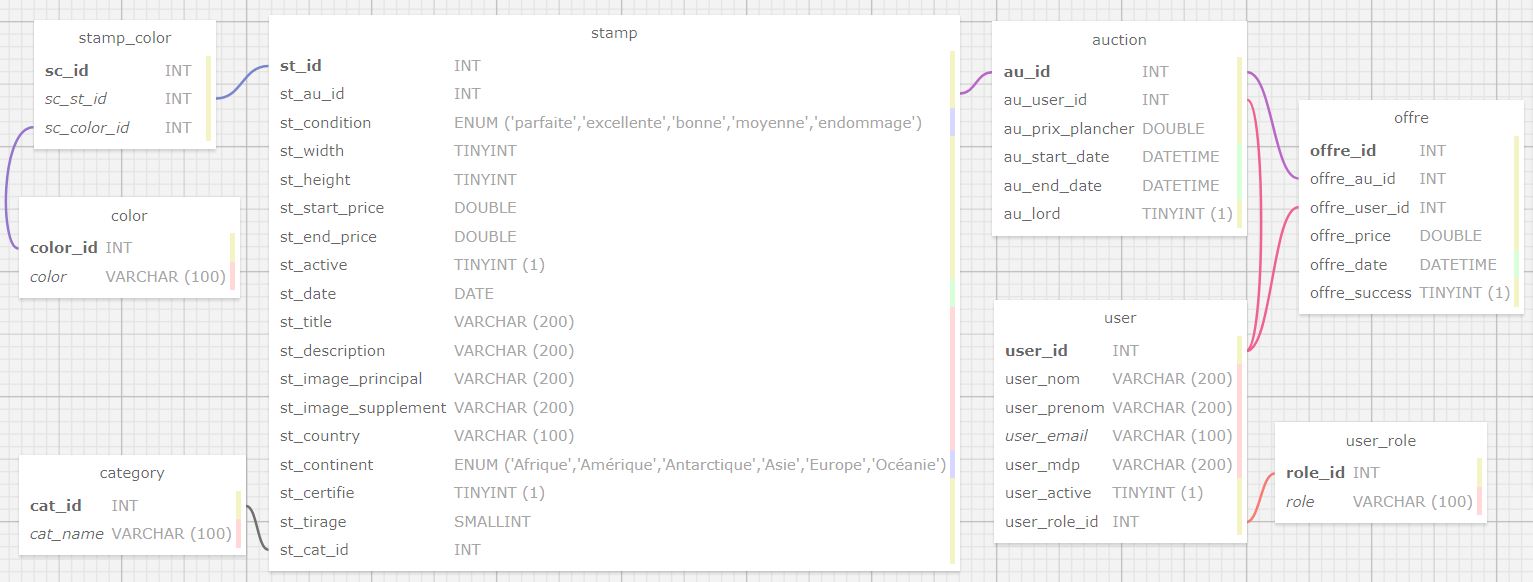 stamp_color
sc_id INT
sc_st_id INT
sc_color_id INT
color
color_id INT
color VARCHAR (100)
category
cat_id INT
cat_name VARCHAR (100)
stamp
st_id INT
st_au_id INT
st_condition ENUM ('parfaite','excellente','bonne','moyenne','endommage')
st_width TINYINT
st_height TINYINT
st_start_price DOUBLE
st_end_price DOUBLE
st_active TINYINT (1)
st_date DATE
st_title VARCHAR (200)
st_description VARCHAR (200)
st_image_principal VARCHAR (200)
st_image_supplement VARCHAR (200)
st_country VARCHAR (100)
st_continent ENUM ('Afrique','Amérique','Antarctique','Asie','Europe','Océanie')
st_certifie TINYINT (1)
st_tirage SMALLINT
st_cat_id INT
auction
au_id INT
au_user_id INT
au_prix_plancher DOUBLE
au_start_date DATETIME
au_end_date DATETIME
au_lord TINYINT (1)
user
user_id INT
user_nom VARCHAR (200)
user_prenom VARCHAR (200)
user_email VARCHAR (100)
user_mdp VARCHAR (200)
user_active TINYINT (1)
user_role_id INT
offre
offre_id INT
offre_au_id INT
offre_user_id INT
offre_price DOUBLE
offre_date DATETIME
offre_success TINYINT (1)
user_role
role_id INT
role VARCHAR (100)